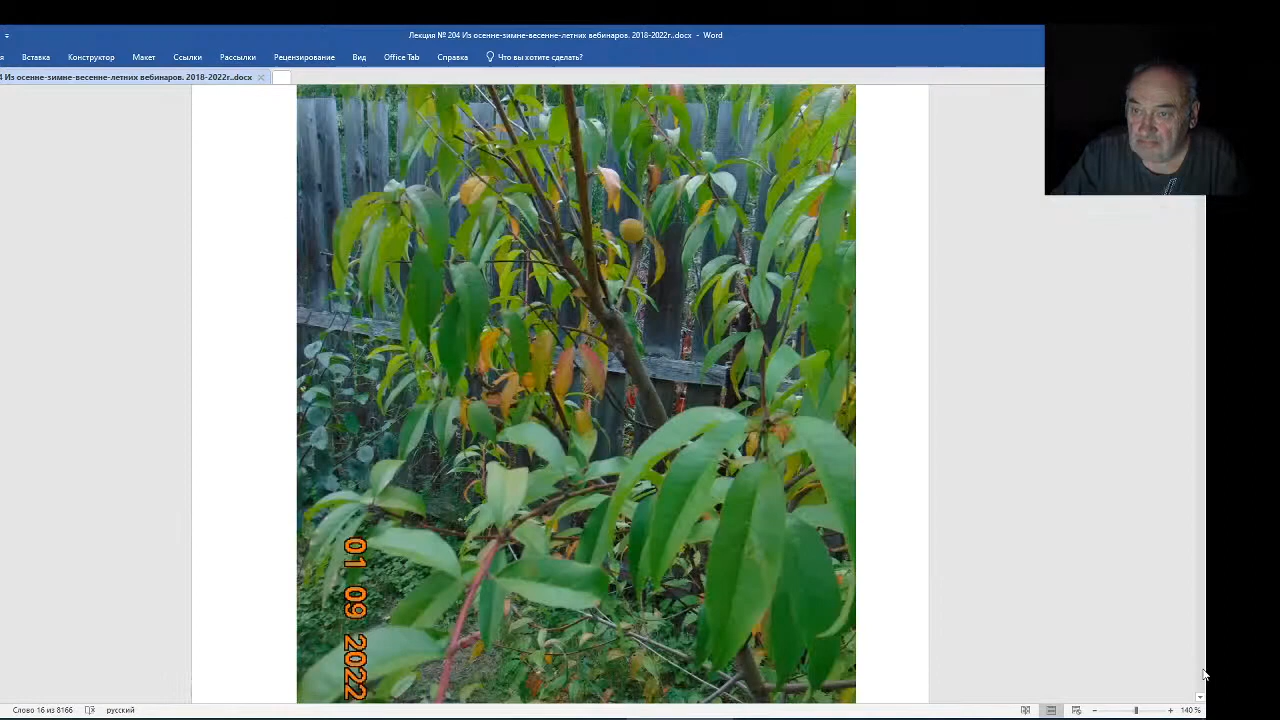 Лекция № 204 Из осенне-зимне-весенне-летних вебинаров. 2018-2022г..docx - Word
Вставка Конструктор Макет Ссылки Рассылки Рецензирование Вид Office Tab Справка Что вы хотите сделать?
4 Из осенне-зимне-весенне-летних вебинаров. 2018-2022г..docx
01 09 2022
Слово 16 из 8166 русский 140 %